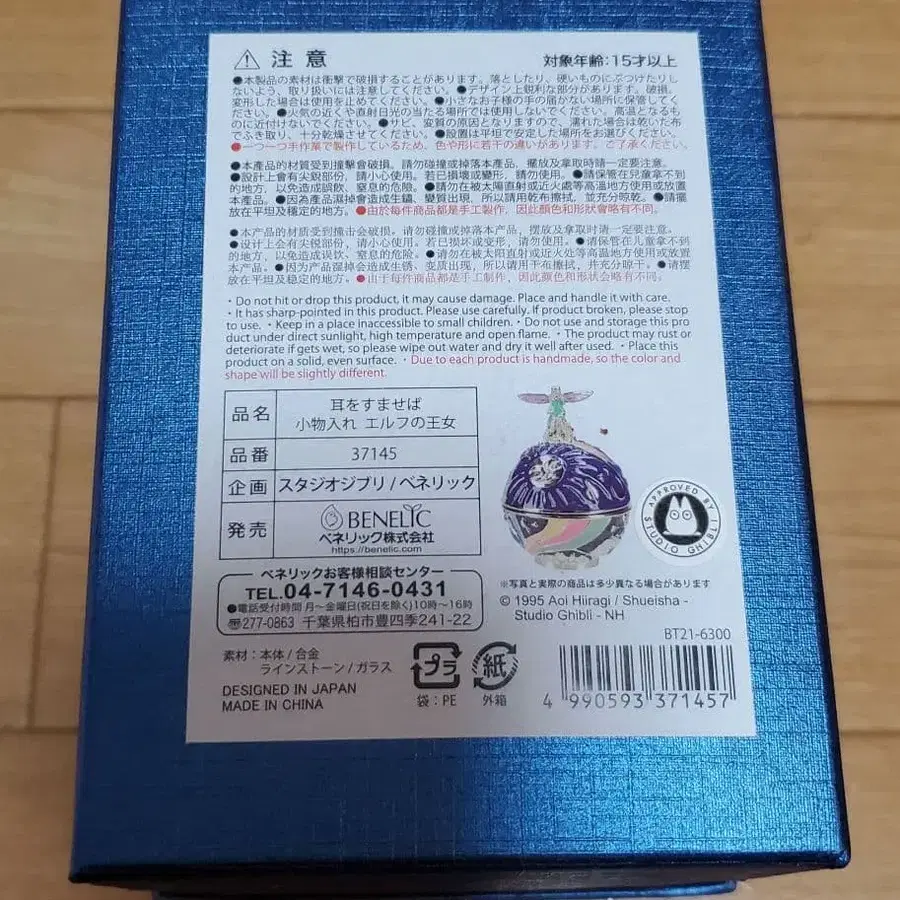 注意
対象年齢:15才以上
●本製品の素材は衝撃で破損することがあります。落としたり、硬いものにぶつけたりし
ないよう、取り扱いには注意してください。●デザイン上鋭利な部分があります。破損、
変形した場合は使用を止めてください。●小さなお子様の手の届かない場所に保管してく
ださい。●火気の近くや直射日光の当たる場所では使用しないでください。高温となるもの
に近付けないでください。●サビ、変質の原因となりますので、濡れた場合は乾いた布
でふき取り、十分乾燥させてください。●設置は平坦で安定した場所をお選びください。
●一つ一つ手作業で製作しているため、色や形に若干の違いがあります。ご了承ください。
●本產品的材質受到撞擊會破損。請勿碰撞或掉落本產品，擺放及拿取時請一定要注意。
●設計上會有尖銳部份，請小心使用。若已損壞或變形，請勿使用。●請保管在兒童拿不到
的地方，以免造成誤飲、窒息的危險。●請勿在被太陽直射或近火處等高溫地方使用或放置
本產品。●因為產品濕掉會造成生鏽、變質出現，所以請用乾布擦拭，並充分晾乾。●請擺
放在平坦及穩定的地方。●由於每件商品都是手工製作，因此顏色和形狀會略有不同。
●本产品的材质受到撞击会破损。请勿碰撞或掉落本产品，摆放及拿取时请一定要注意。
●设计上会有尖锐部份，请小心使用。若已损坏或变形，请勿使用。●请保管在儿童拿不到
的地方，以免造成误饮、窒息的危险。●请勿在被太阳直射或近火处等高温地方使用或放置
本产品。●因为产品湿掉会造成生锈、变质出现，所以请用干布擦拭，并充分晾干。●请摆
放在平坦及稳定的地方。●由于每件商品都是手工制作，因此颜色和形状会略有不同。
・Do not hit or drop this product, it may cause damage. Place and handle it with care.
・It has sharp-pointed in this product. Please use carefully. If product broken, please stop
to use. ・Keep in a place inaccessible to small children. ・Do not use and storage this pro
duct under direct sunlight, high temperature and open flame. ・The product may rust or
deteriorate if gets wet, so please wipe out water and dry it well after used. ・Place this
product on a solid, even surface. ・Due to each product is handmade, so the color and
shape will be slightly different.
品名 耳をすませば
小物入れ エルフの王女
品番 37145
企画 スタジオジブリ/ベネリック
発売 BENELIC
ベネリック株式会社
https://benelic.com
APPROVED BY
STUDIO GHIBLI
※写真と実際の商品は多少異なる場合があります
© 1995 Aoi Hiiragi / Shueisha -
Studio Ghibli - NH
BT21-6300
ベネリックお客様相談センター
TEL.04-7146-0431
●電話受付時間 月~金曜日(祝日を除く)10時~16時
〠277-0863 千葉県柏市豊四季241-22
素材:本体/合金
ラインストーン/ガラス
DESIGNED IN JAPAN
MADE IN CHINA
プラ
袋:PE
紙
外箱
4 990593 371457